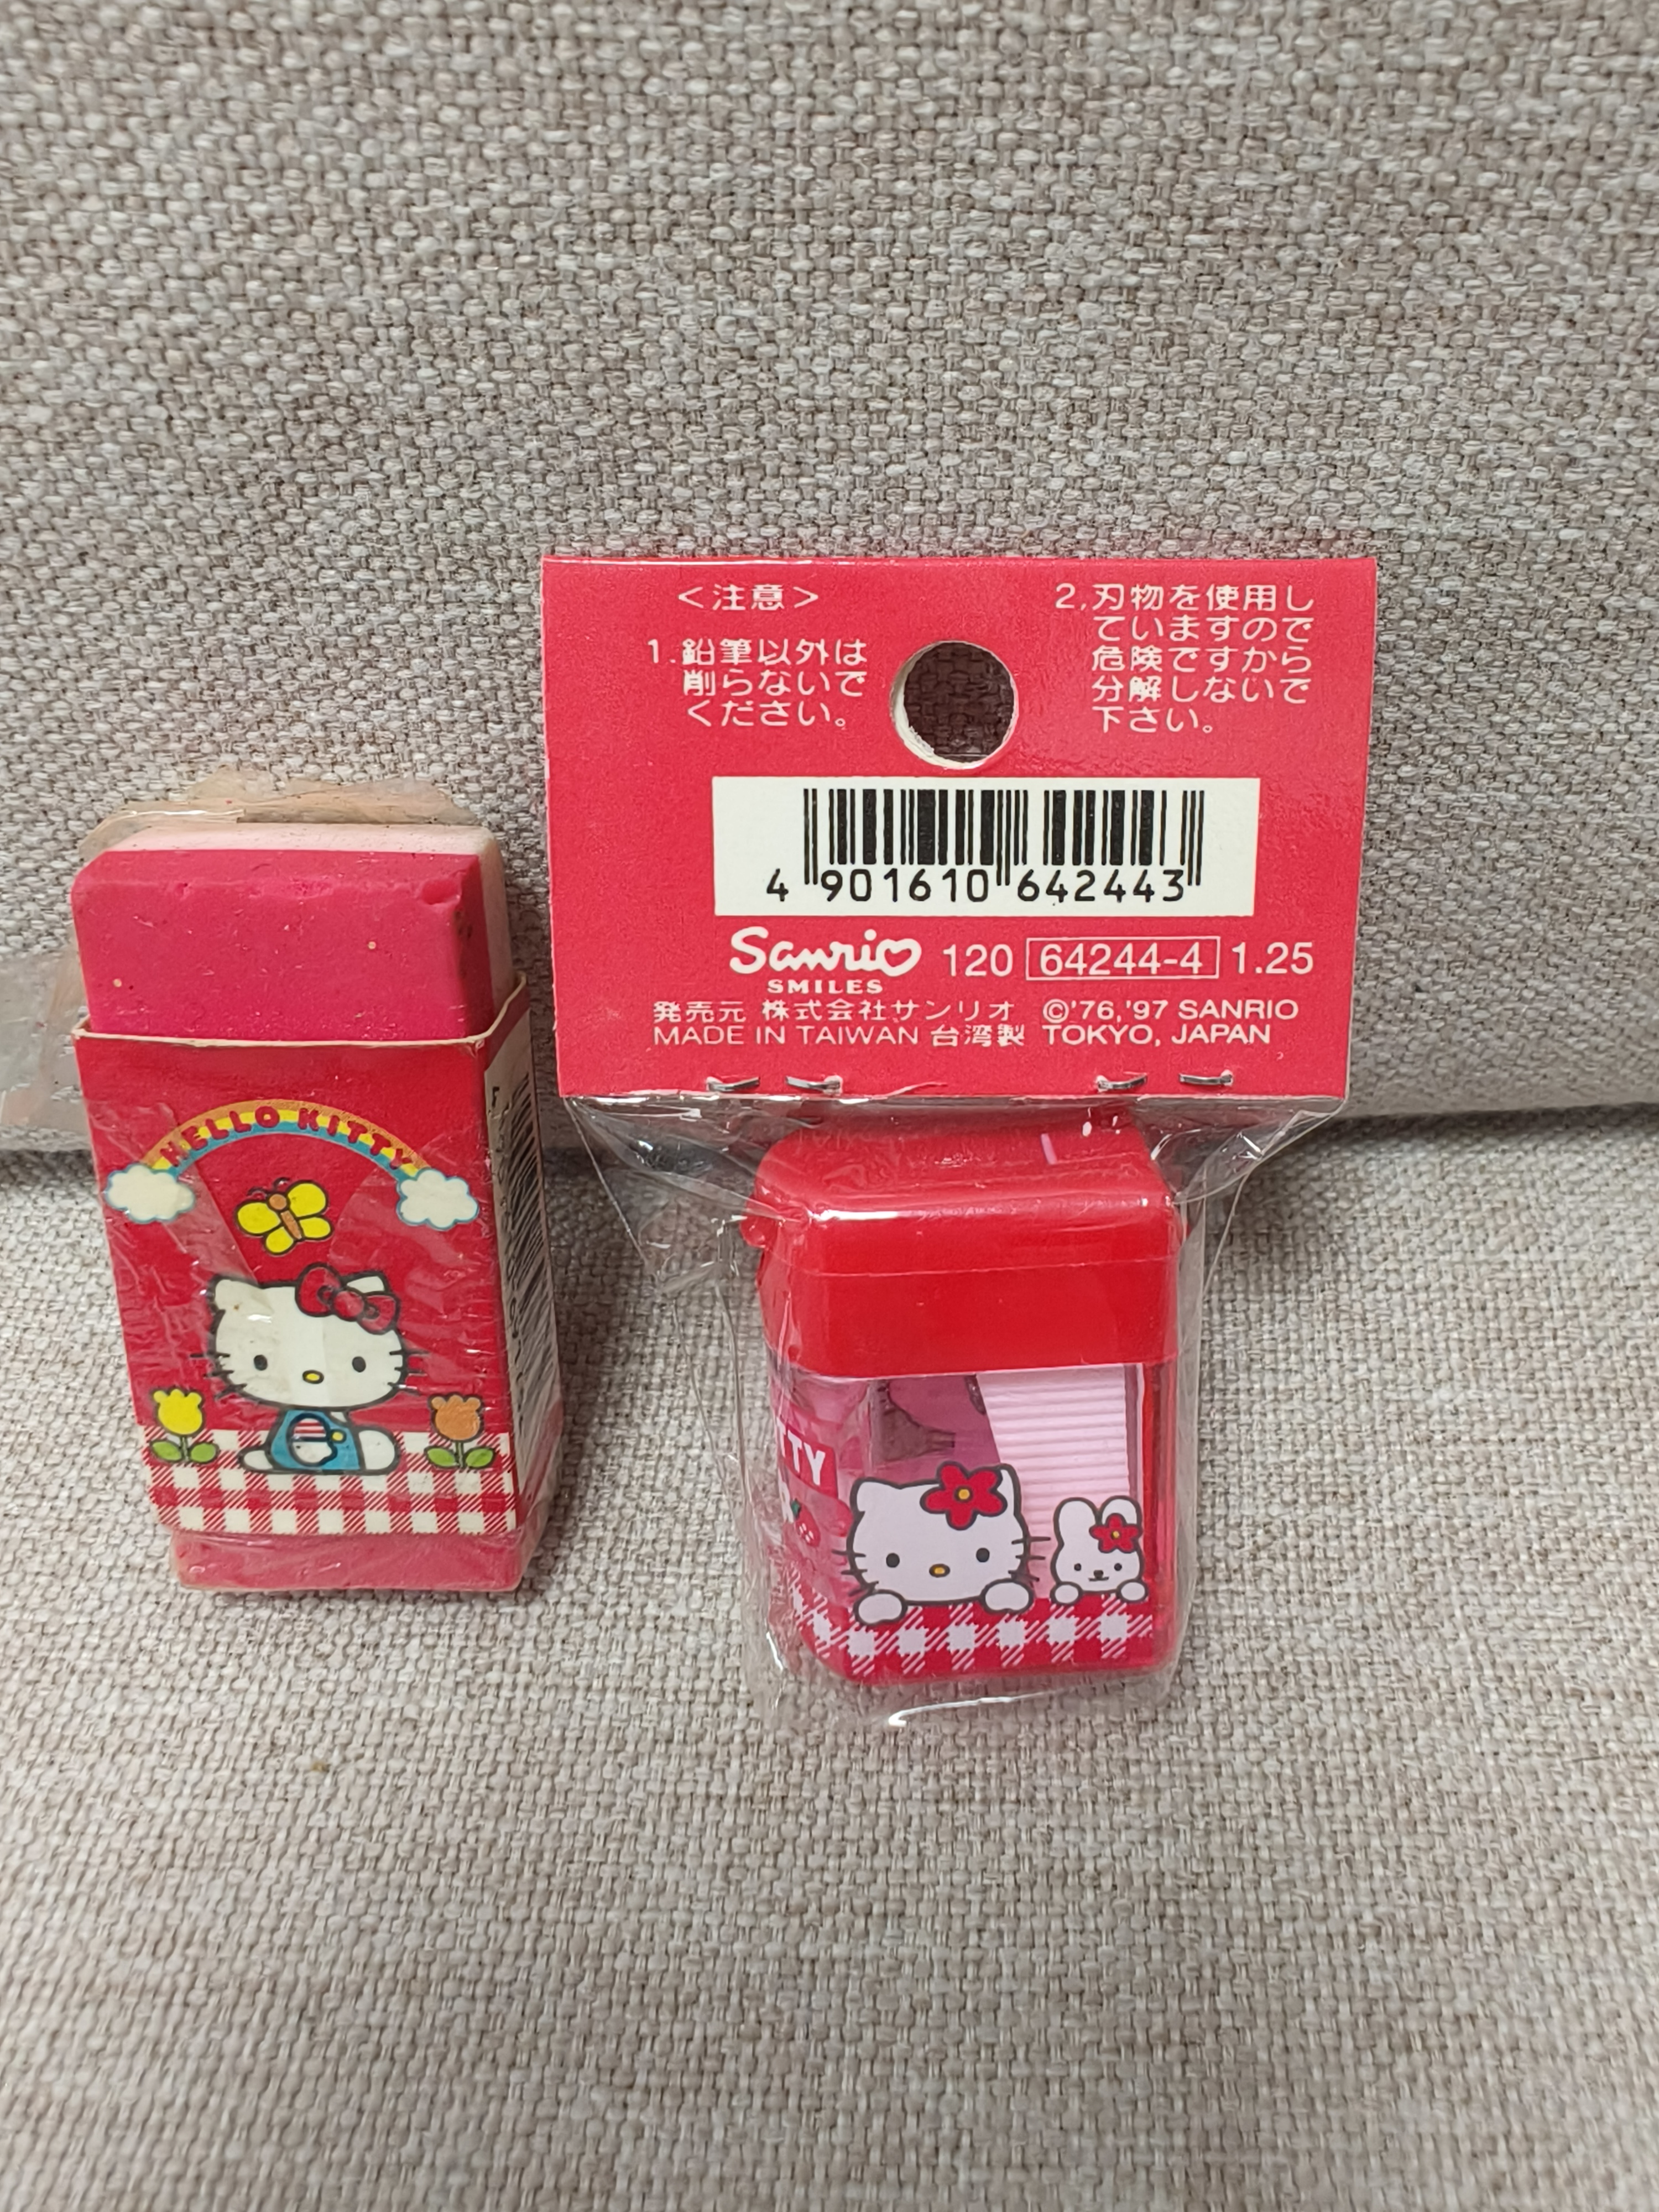 <注意>
1.鉛筆以外は
削らないで
ください。
2.刃物を使用し
ていますので
危険ですから
分解しないで
下さい。
4 901610 642443
Sanrio 120 64244-4 1.25
SMILES
発売元 株式会社サンリオ ©'76,'97 SANRIO
MADE IN TAIWAN 台湾製 TOKYO, JAPAN
HELLO KITTY
TTY